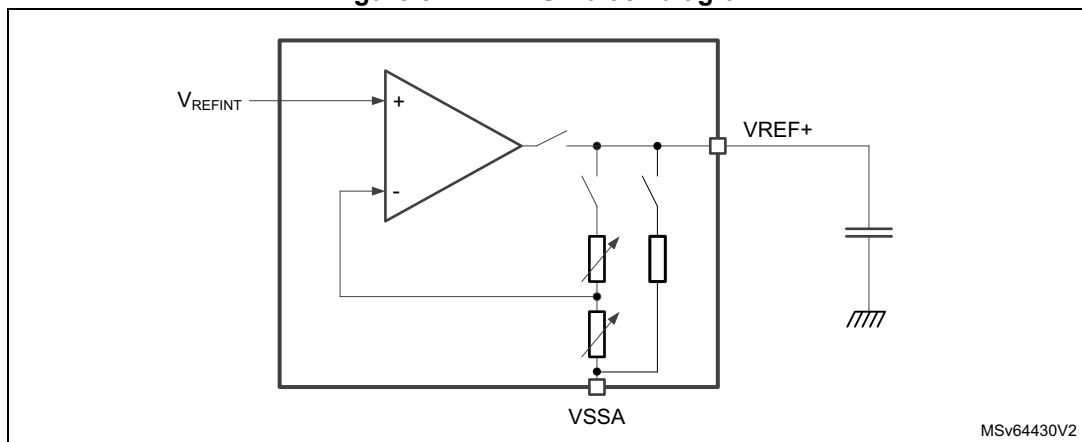 V_REFINT
+
VREF+
-
VSSA
MSv64430V2